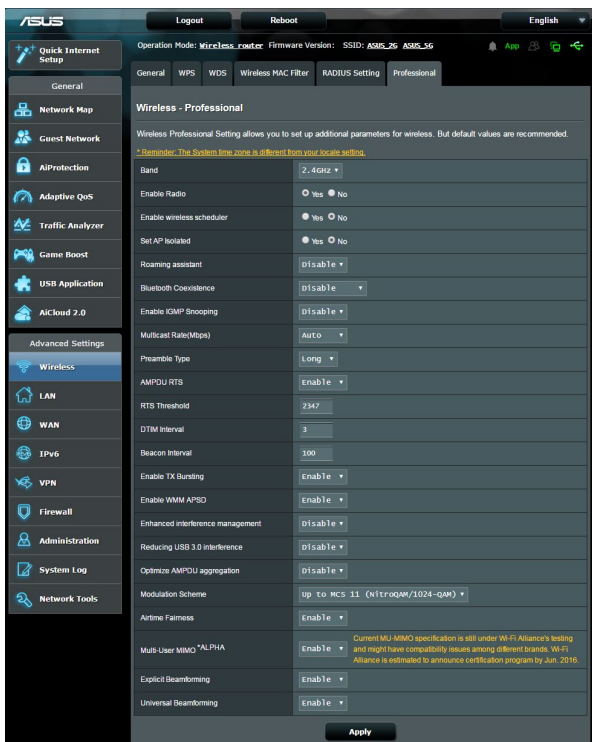 ASUS
Logout
Reboot
English
Quick Internet Setup
Operation Mode: Wireless router Firmware Version: SSID: ASUS_2G ASUS_5G
App
General
Network Map
Guest Network
AiProtection
Adaptive QoS
Traffic Analyzer
Game Boost
USB Application
AiCloud 2.0
Advanced Settings
Wireless
LAN
WAN
IPv6
VPN
Firewall
Administration
System Log
Network Tools
General WPS WDS Wireless MAC Filter RADIUS Setting Professional
Wireless - Professional
Wireless Professional Setting allows you to set up additional parameters for wireless. But default values are recommended.
* Reminder: The System time zone is different from your locale setting.
Band 2.4GHz
Enable Radio Yes No
Enable wireless scheduler Yes No
Set AP Isolated Yes No
Roaming assistant Disable
Bluetooth Coexistence Disable
Enable IGMP Snooping Disable
Multicast Rate(Mbps) Auto
Preamble Type Long
AMPDU RTS Enable
RTS Threshold 2347
DTIM Interval 3
Beacon Interval 100
Enable TX Bursting Enable
Enable WMM APSD Enable
Enhanced interference management Disable
Reducing USB 3.0 interference Disable
Optimize AMPDU aggregation Disable
Modulation Scheme Up to MCS 11 (NitroQAM/1024-QAM)
Airtime Fairness Enable
Multi-User MIMO *ALPHA Enable
Current MU-MIMO specification is still under Wi-Fi Alliance's testing
and might have compatibility issues among different brands. Wi-Fi
Alliance is estimated to announce certification program by Jun. 2016.
Explicit Beamforming Enable
Universal Beamforming Enable
Apply